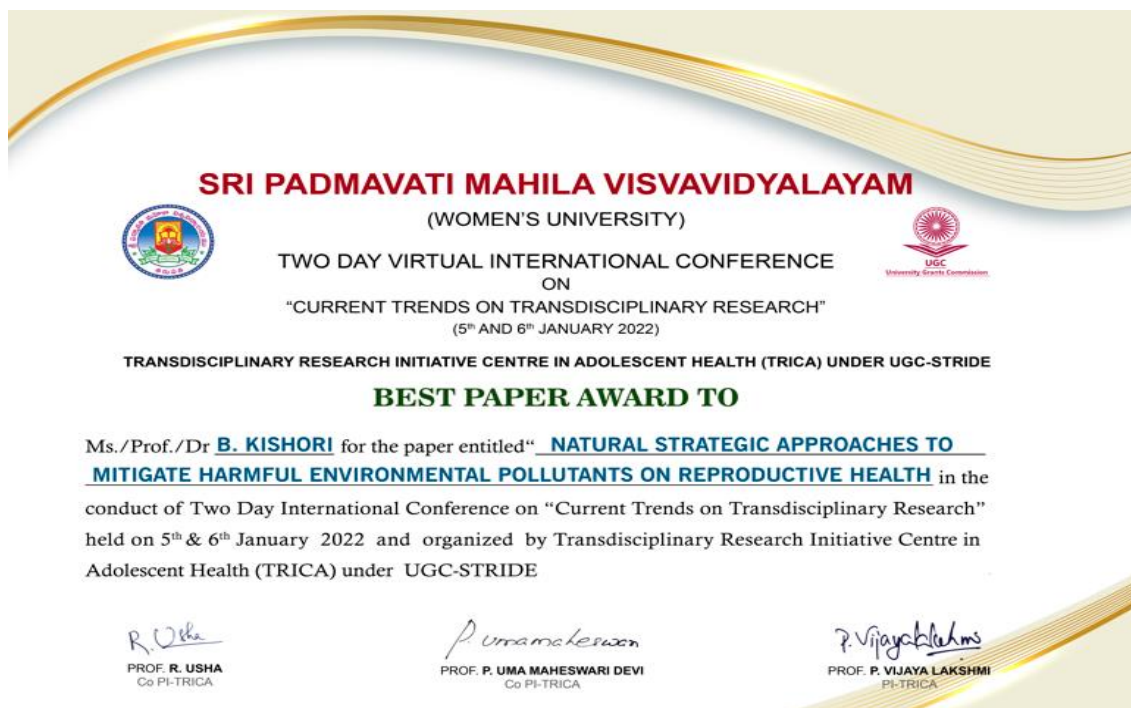 SRI PADMAVATI MAHILA VISVAVIDYALAYAM
(WOMEN'S UNIVERSITY)
TWO DAY VIRTUAL INTERNATIONAL CONFERENCE
ON
"CURRENT TRENDS ON TRANSDISCIPLINARY RESEARCH"
(5th AND 6th JANUARY 2022)
UGC
University Grants Commission
TRANSDISCIPLINARY RESEARCH INITIATIVE CENTRE IN ADOLESCENT HEALTH (TRICA) UNDER UGC-STRIDE
BEST PAPER AWARD TO
Ms./Prof./Dr B. KISHORI for the paper entitled" NATURAL STRATEGIC APPROACHES TO
MITIGATE HARMFUL ENVIRONMENTAL POLLUTANTS ON REPRODUCTIVE HEALTH in the
conduct of Two Day International Conference on "Current Trends on Transdisciplinary Research"
held on 5th & 6th January 2022 and organized by Transdisciplinary Research Initiative Centre in
Adolescent Health (TRICA) under UGC-STRIDE
R. Usha
PROF. R. USHA
Co PI-TRICA
P. Umamaheswari
PROF. P. UMA MAHESWARI DEVI
Co PI-TRICA
P. Vijayalakshmi
PROF. P. VIJAYA LAKSHMI
PI-TRICA